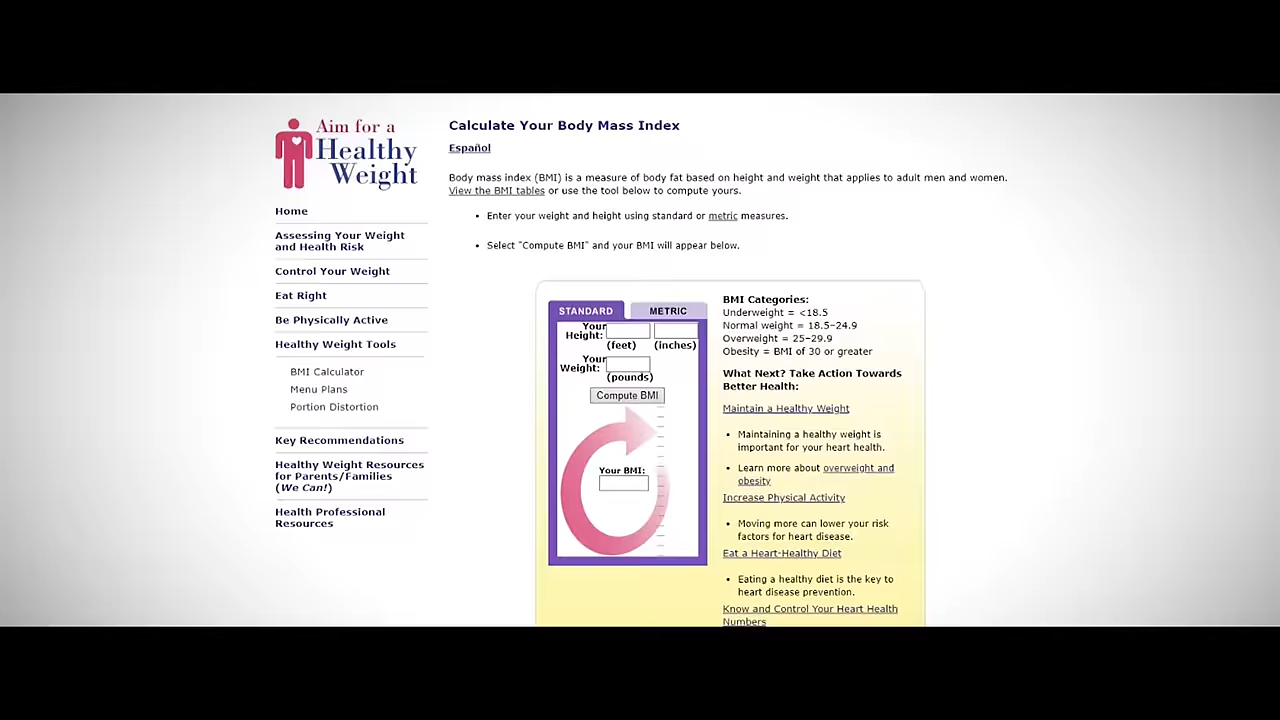 Aim for a
Healthy
Weight
Home
Assessing Your Weight
and Health Risk
Control Your Weight
Eat Right
Be Physically Active
Healthy Weight Tools
BMI Calculator
Menu Plans
Portion Distortion
Key Recommendations
Healthy Weight Resources
for Parents/Families
(We Can!)
Health Professional
Resources
Calculate Your Body Mass Index
Español
Body mass index (BMI) is a measure of body fat based on height and weight that applies to adult men and women.
View the BMI tables or use the tool below to compute yours.
• Enter your weight and height using standard or metric measures.
• Select "Compute BMI" and your BMI will appear below.
STANDARD
METRIC
Your
Height:
(feet)
(inches)
Your
Weight:
(pounds)
Compute BMI
Your BMI:
BMI Categories:
Underweight = <18.5
Normal weight = 18.5–24.9
Overweight = 25–29.9
Obesity = BMI of 30 or greater
What Next? Take Action Towards
Better Health:
Maintain a Healthy Weight
• Maintaining a healthy weight is
important for your heart health.
• Learn more about overweight and
obesity
Increase Physical Activity
• Moving more can lower your risk
factors for heart disease.
Eat a Heart-Healthy Diet
• Eating a healthy diet is the key to
heart disease prevention.
Know and Control Your Heart Health
Numbers